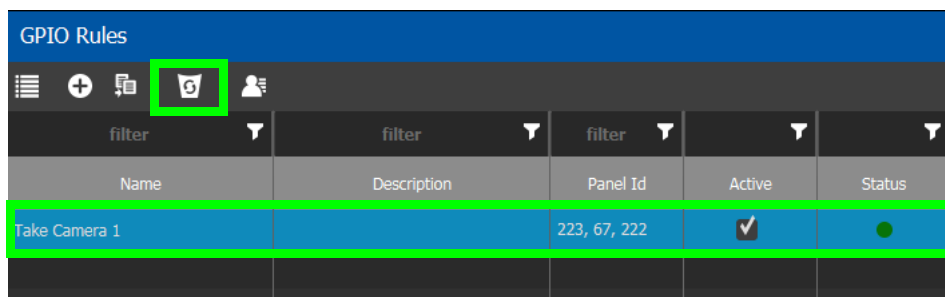 GPIO Rules
filter filter filter
Name Description Panel Id Active Status
Take Camera 1 223, 67, 222